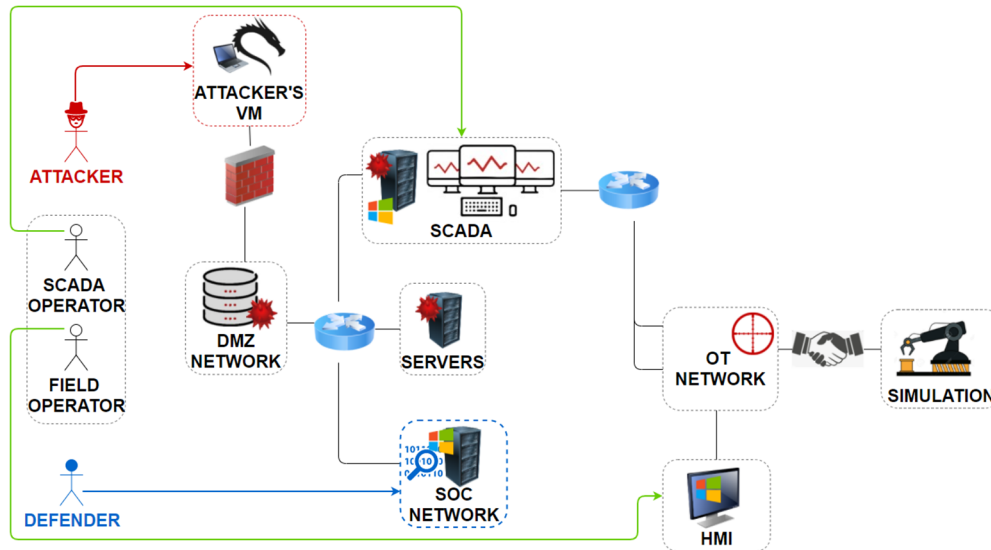 ATTACKER'S
VM
ATTACKER
SCADA
SCADA
OPERATOR
DMZ
NETWORK
SERVERS
FIELD
OPERATOR
OT
NETWORK
SIMULATION
SOC
NETWORK
DEFENDER
HMI